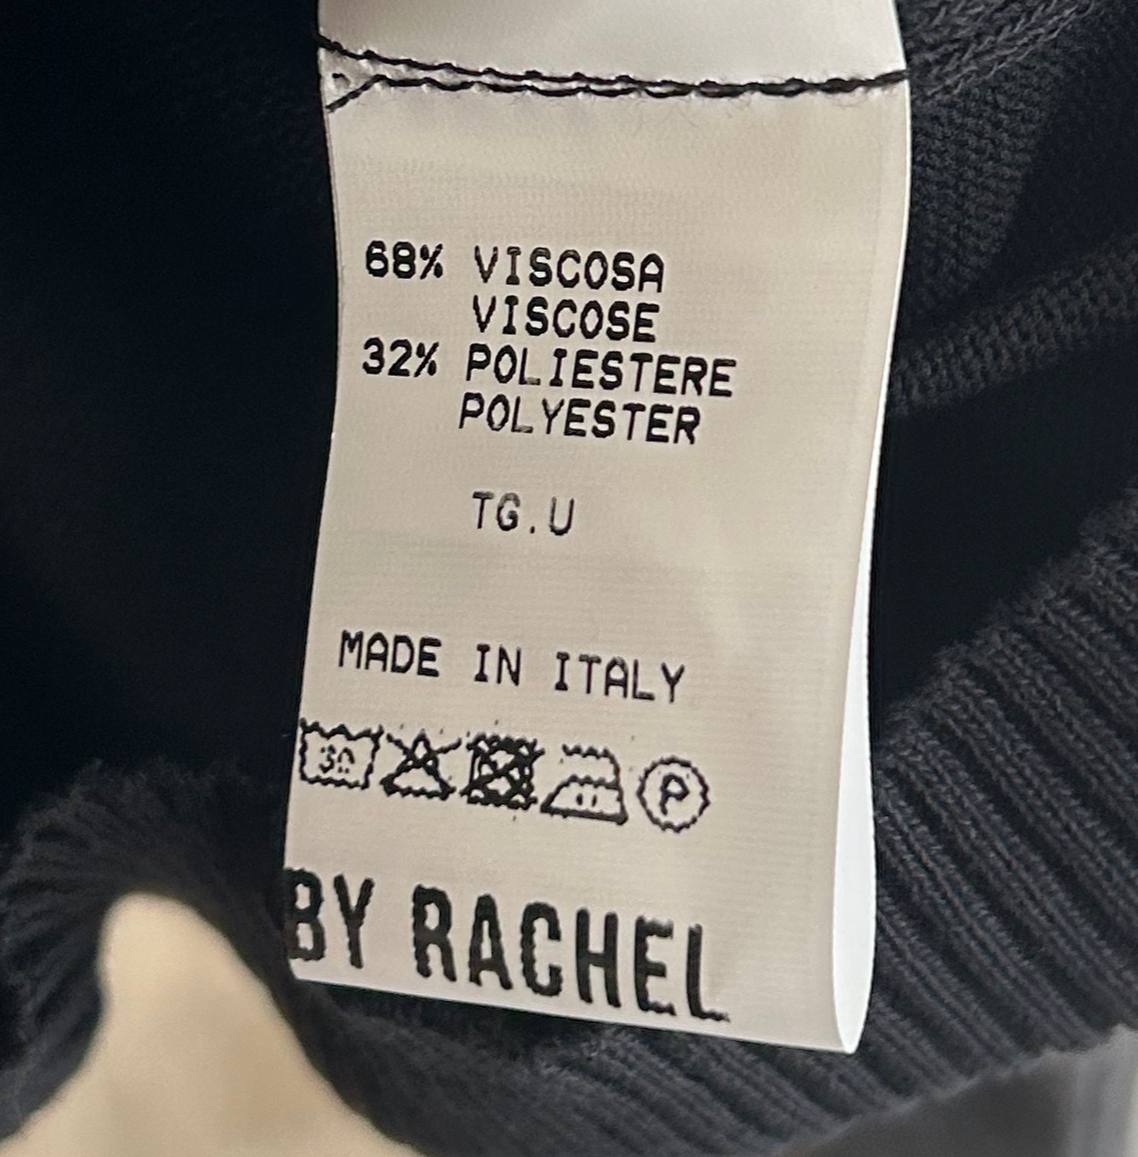 68% VISCOSA
VISCOSE
32% POLIESTERE
POLYESTER
TG.U
MADE IN ITALY
30 P
BY RACHEL